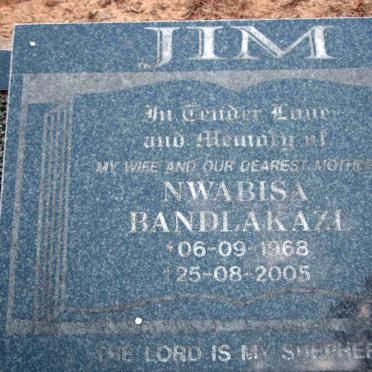 JIM
In Tender Love
and Memory of
MY WIFE AND OUR DEAREST MOTHER
NWABISA
BANDLAKAZI
*06-09-1968
†25-08-2005
THE LORD IS MY SHEPHE